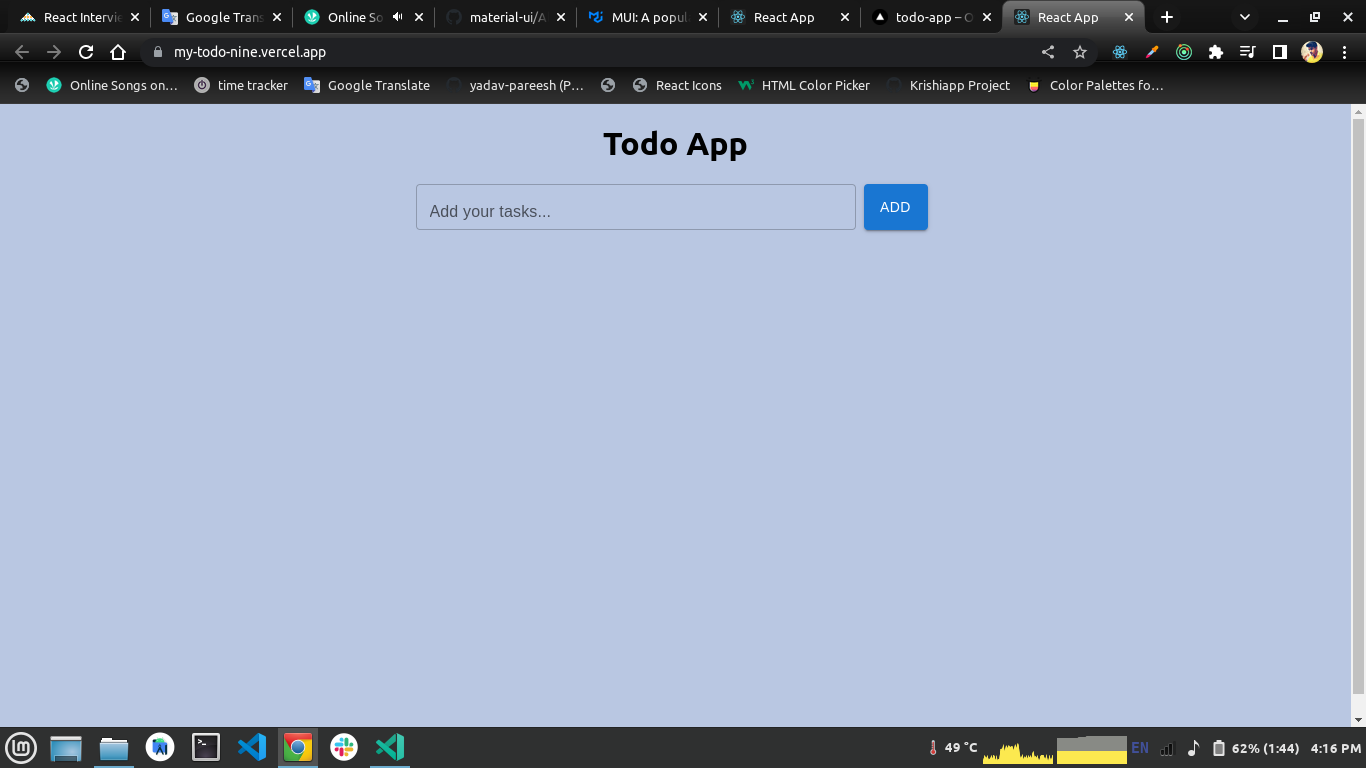 React Intervie
Google Trans
Online So
material-ui/A
MUI: A popul
React App
todo-app – O
React App
my-todo-nine.vercel.app
Online Songs on…
time tracker
Google Translate
yadav-pareesh (P…
React Icons
HTML Color Picker
Krishiapp Project
Color Palettes fo…
Todo App
Add your tasks...
ADD
49 °C
EN
62% (1:44)
4:16 PM